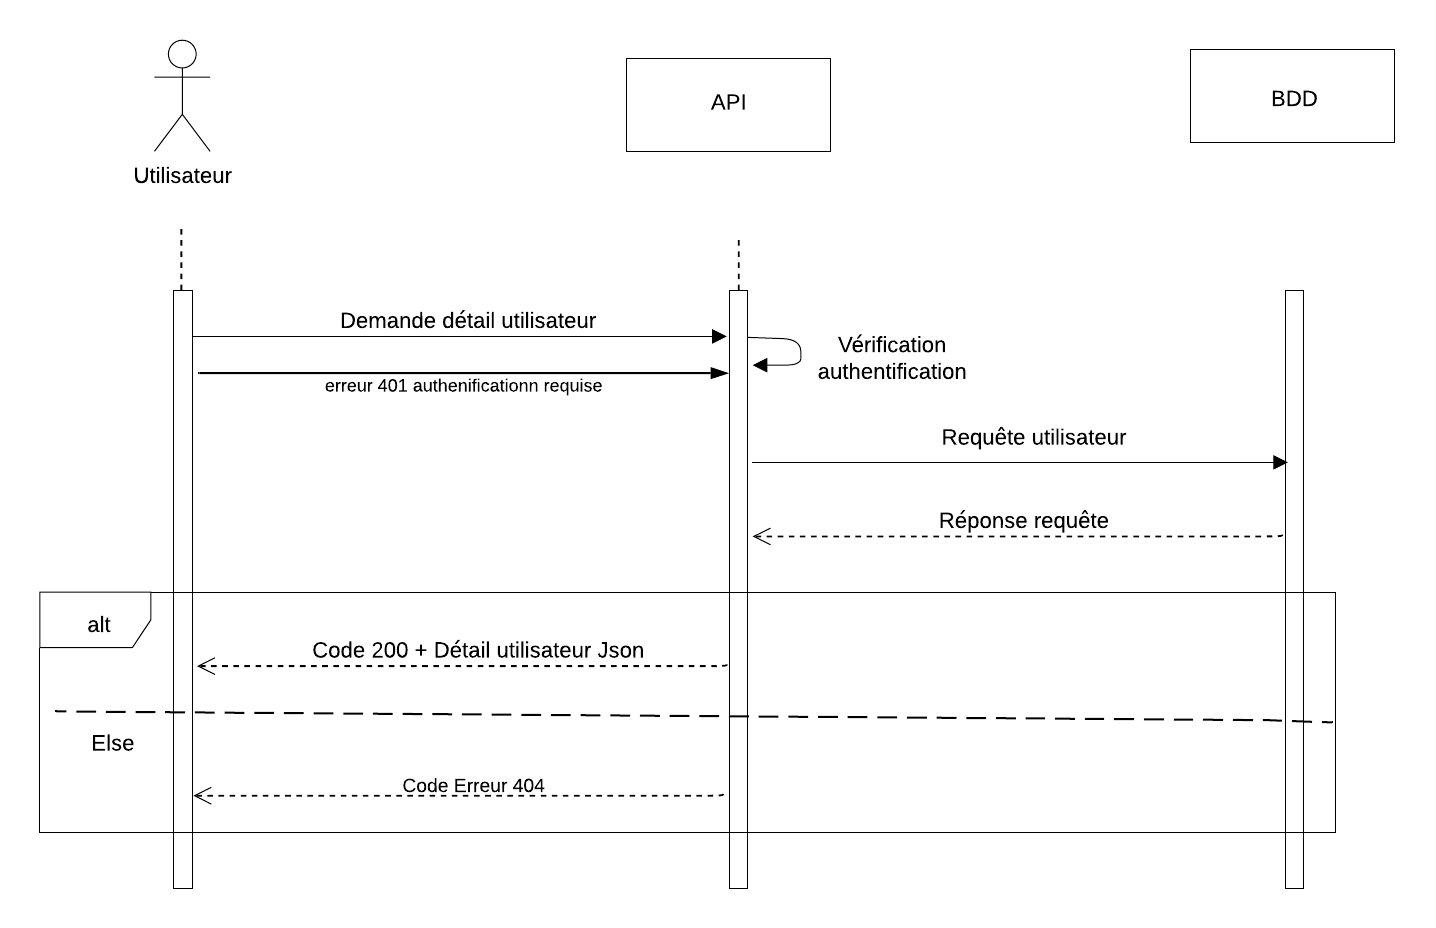 Utilisateur
API
BDD
Demande détail utilisateur
Vérification
authentification
erreur 401 authenificationn requise
Requête utilisateur
Réponse requête
alt
Code 200 + Détail utilisateur Json
Else
Code Erreur 404